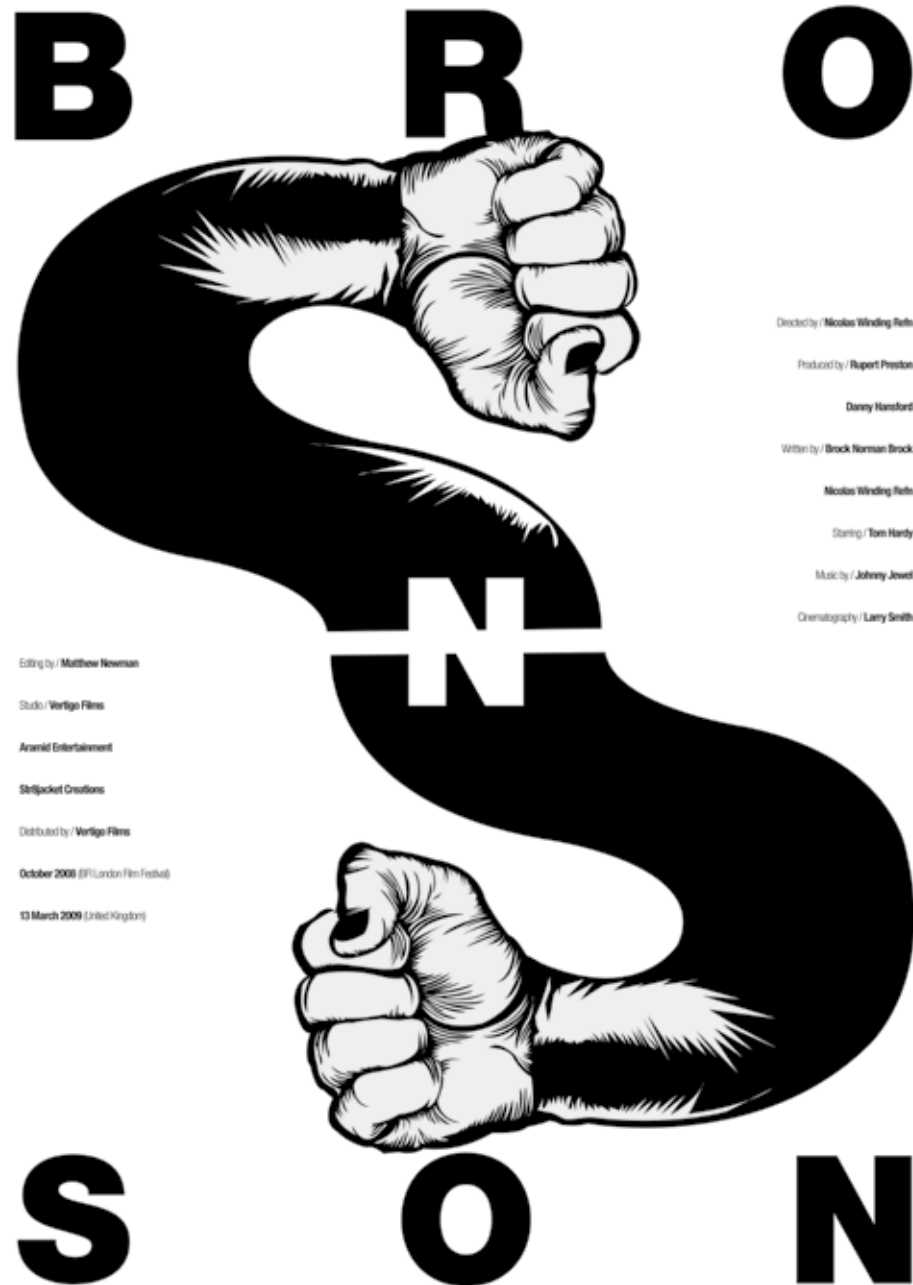 B R O
Directed by / Nicolas Winding Refn
Produced by / Rupert Preston
Danny Hansford
Written by / Brock Norman Brock
Nicolas Winding Refn
Starring / Tom Hardy
Music by / Johnny Jewel
Cinematography / Larry Smith
N
Editing by / Matthew Newman
Studio / Vertigo Films
Aramid Entertainment
Str8jacket Creations
Distributed by / Vertigo Films
October 2008 (BFI London Film Festival)
13 March 2009 (United Kingdom)
S O N